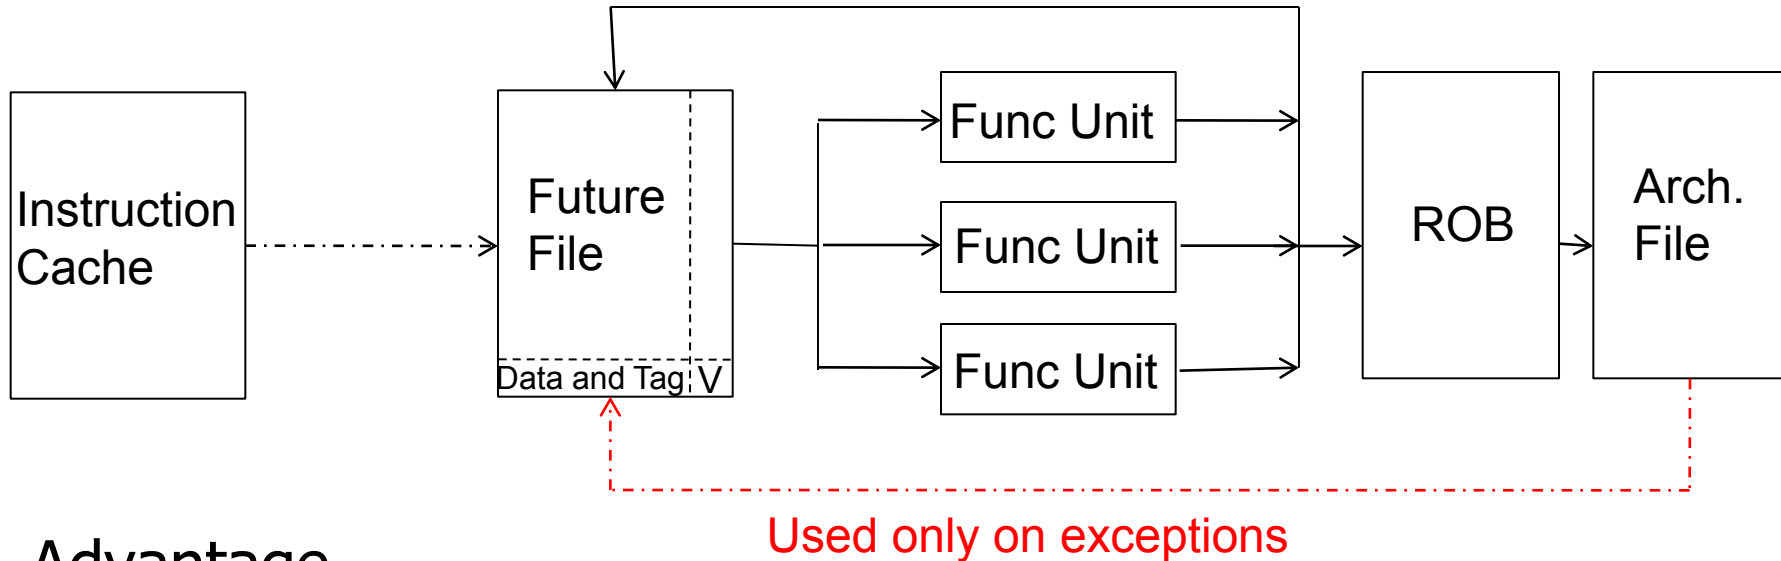 Instruction
Cache
Future
File
Data and Tag
V
Func Unit
Func Unit
Func Unit
ROB
Arch.
File
Used only on exceptions
Advantage